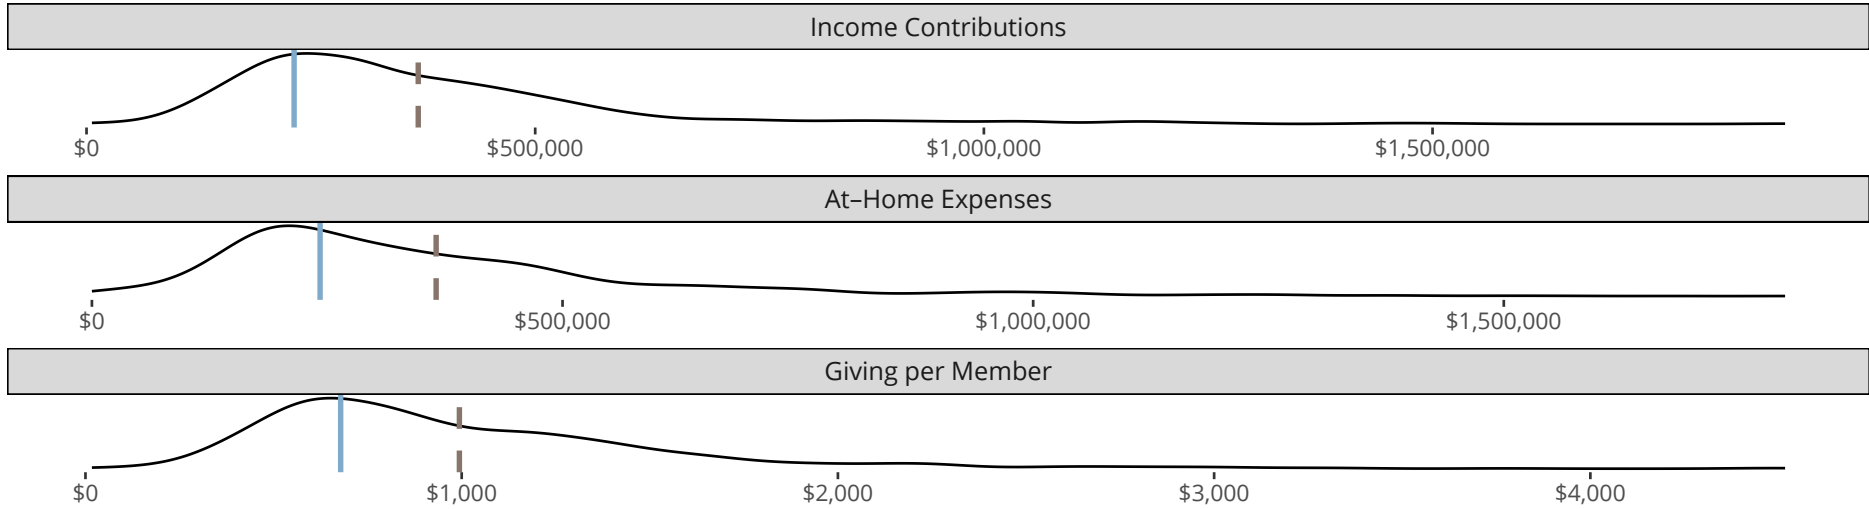 Income Contributions
$0 $500,000 $1,000,000 $1,500,000
At–Home Expenses
$0 $500,000 $1,000,000 $1,500,000
Giving per Member
$0 $1,000 $2,000 $3,000 $4,000